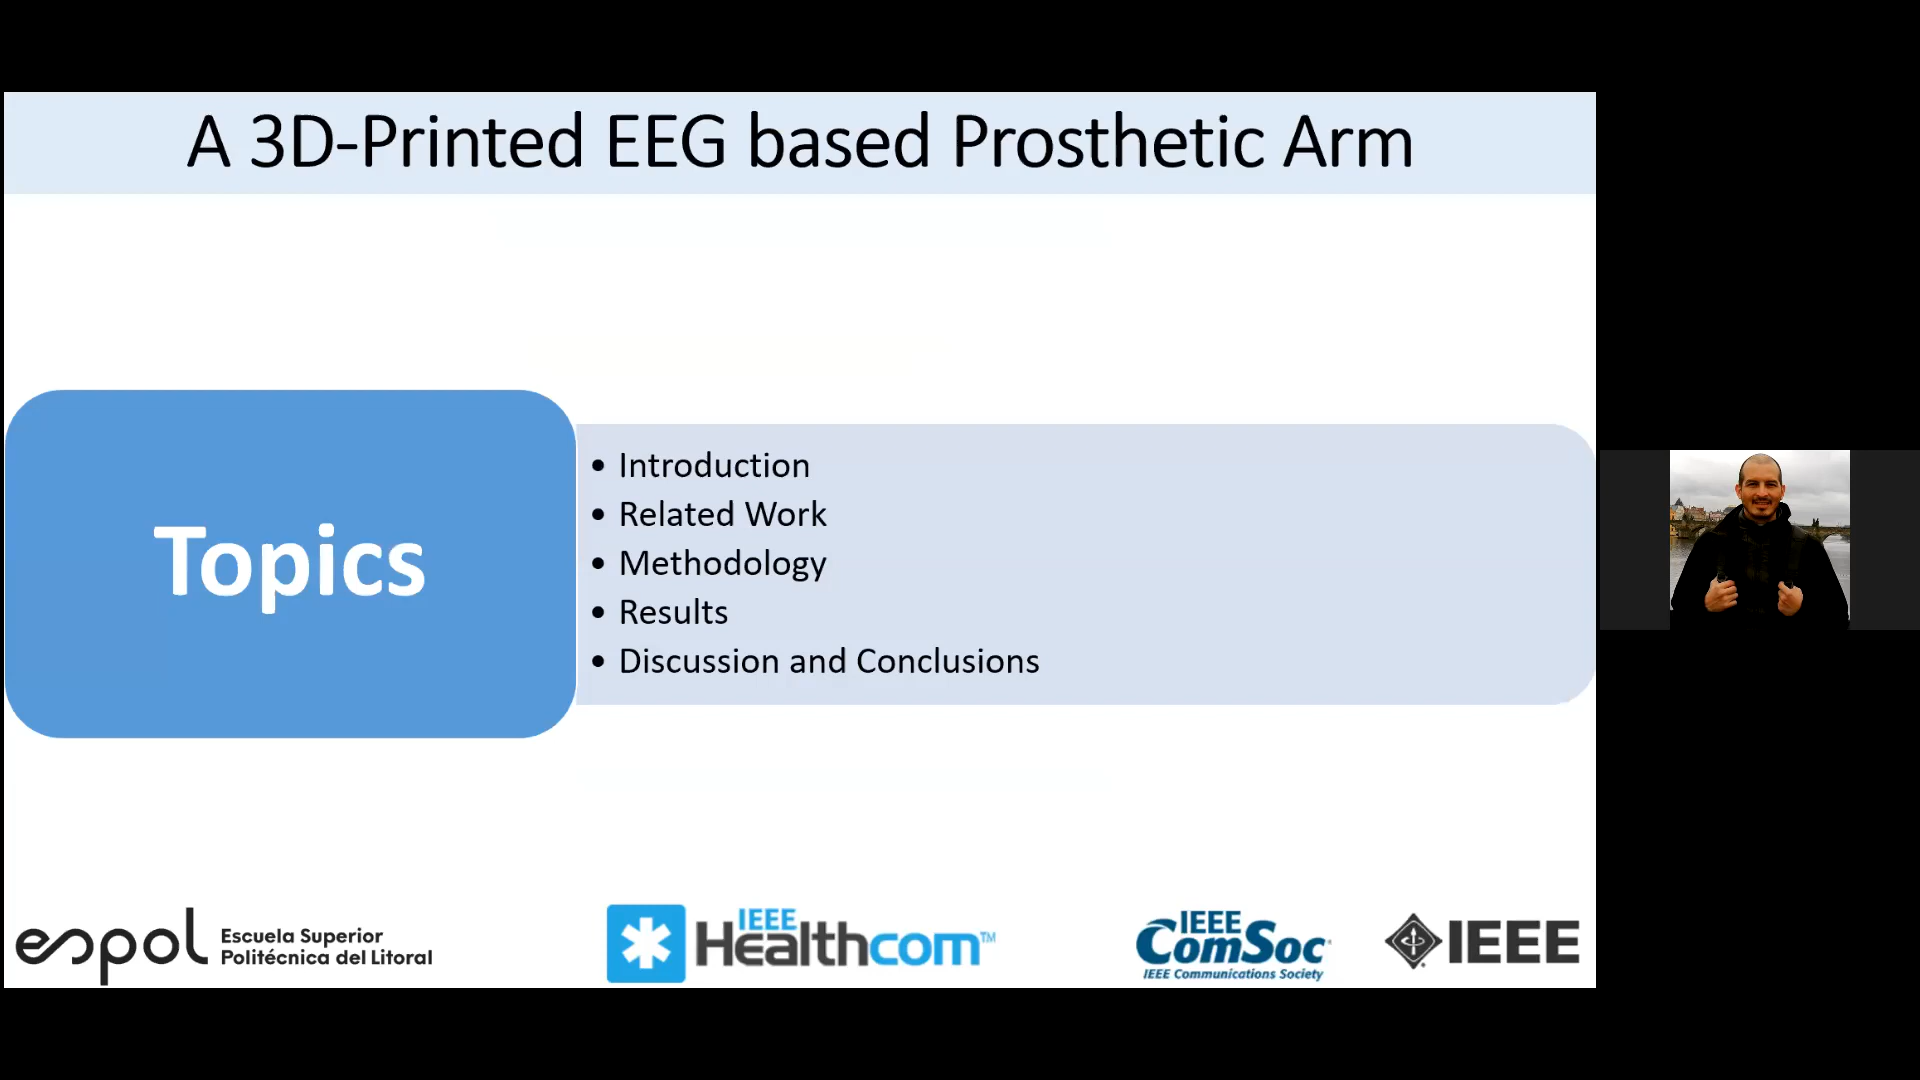 A 3D-Printed EEG based Prosthetic Arm
Topics
• Introduction
• Related Work
• Methodology
• Results
• Discussion and Conclusions
espol
Escuela Superior
Politécnica del Litoral
IEEE
Healthcom™
IEEE
ComSoc
IEEE Communications Society
IEEE